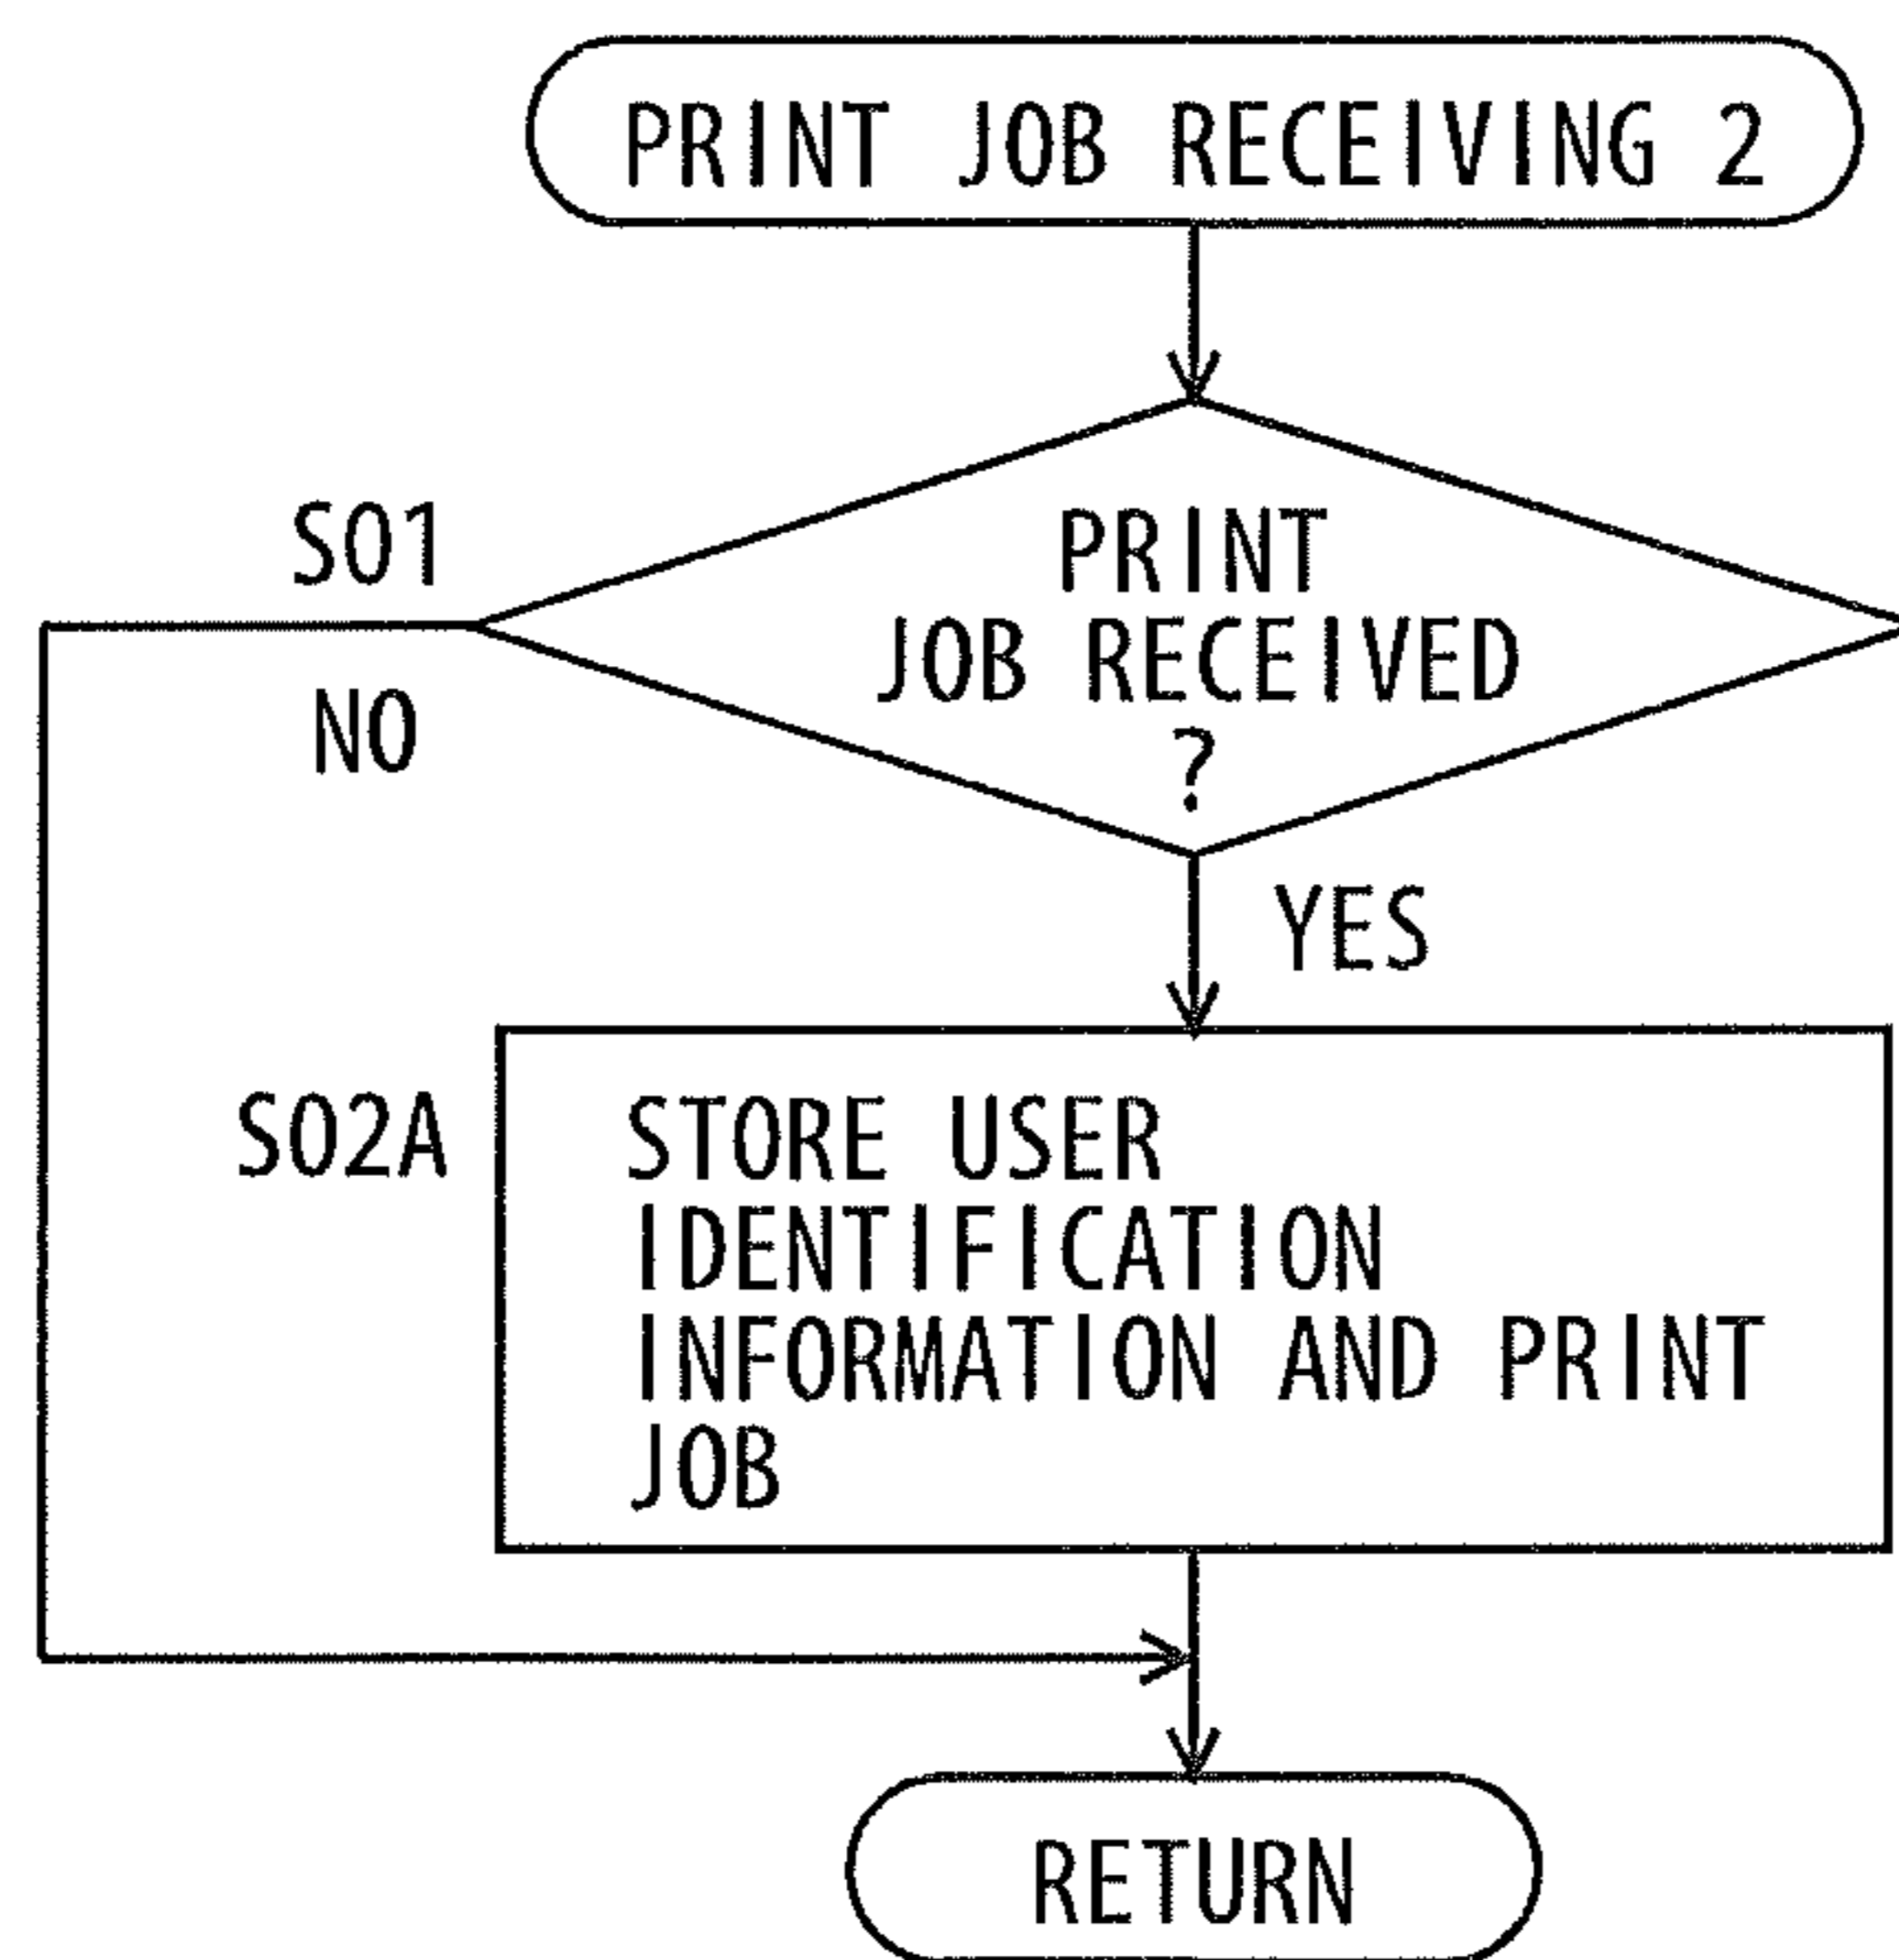 PRINT JOB RECEIVING 2
S01
PRINT
JOB RECEIVED
?
NO
YES
S02A
STORE USER
IDENTIFICATION
INFORMATION AND PRINT
JOB
RETURN